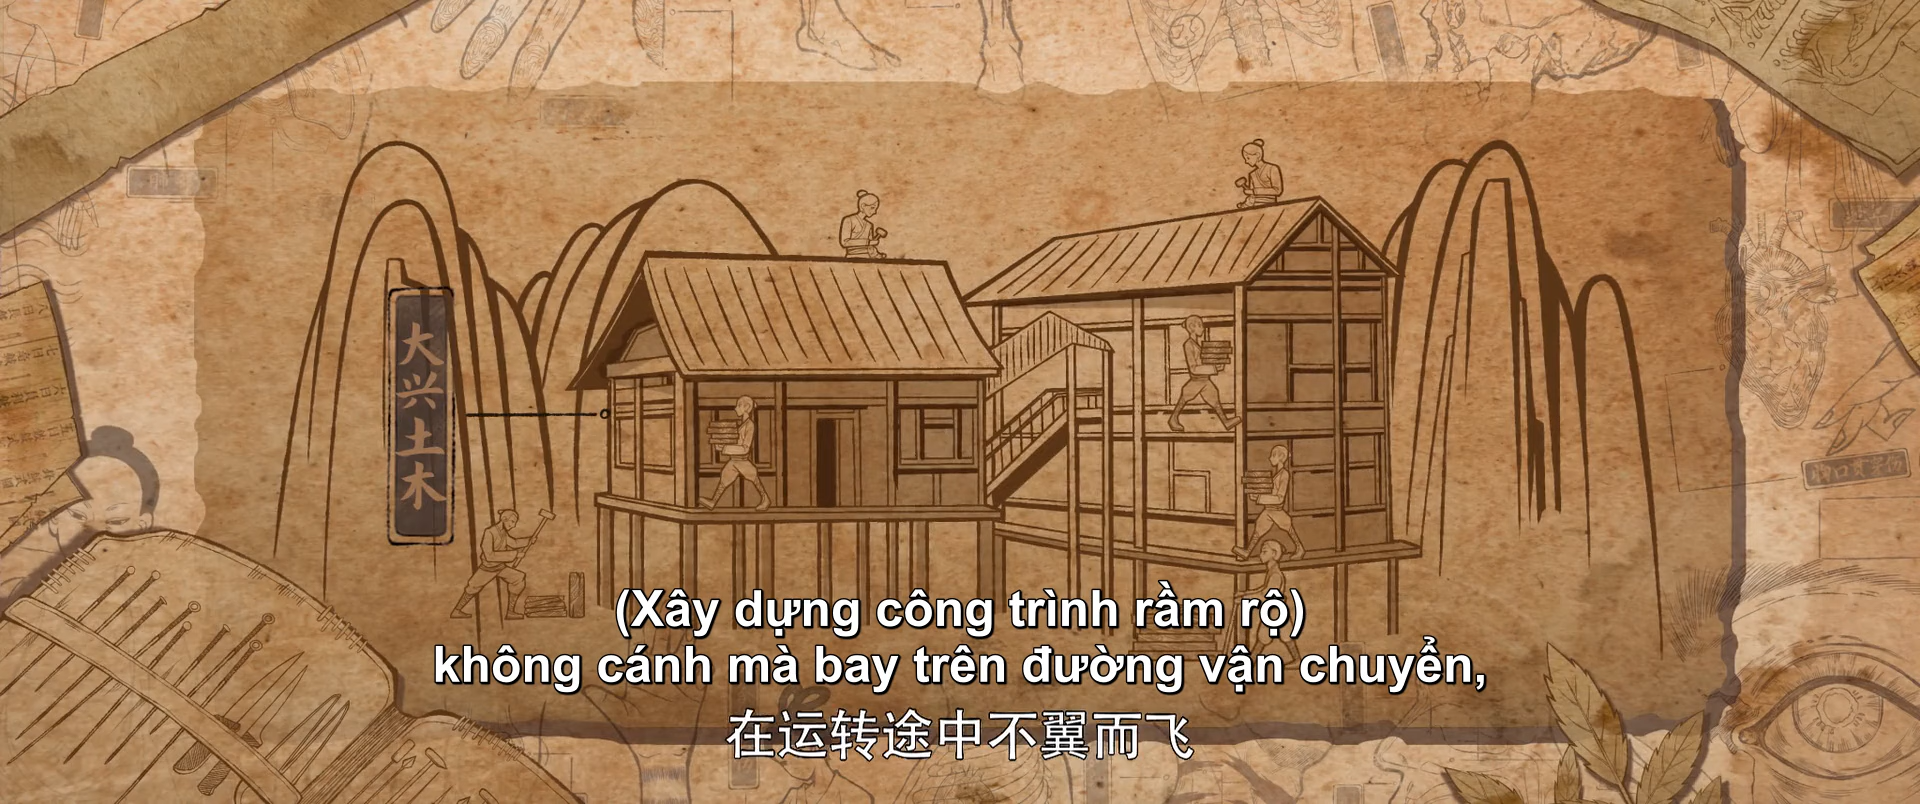 大兴土木
(Xây dựng công trình rầm rộ)
không cánh mà bay trên đường vận chuyển,
在运转途中不翼而飞